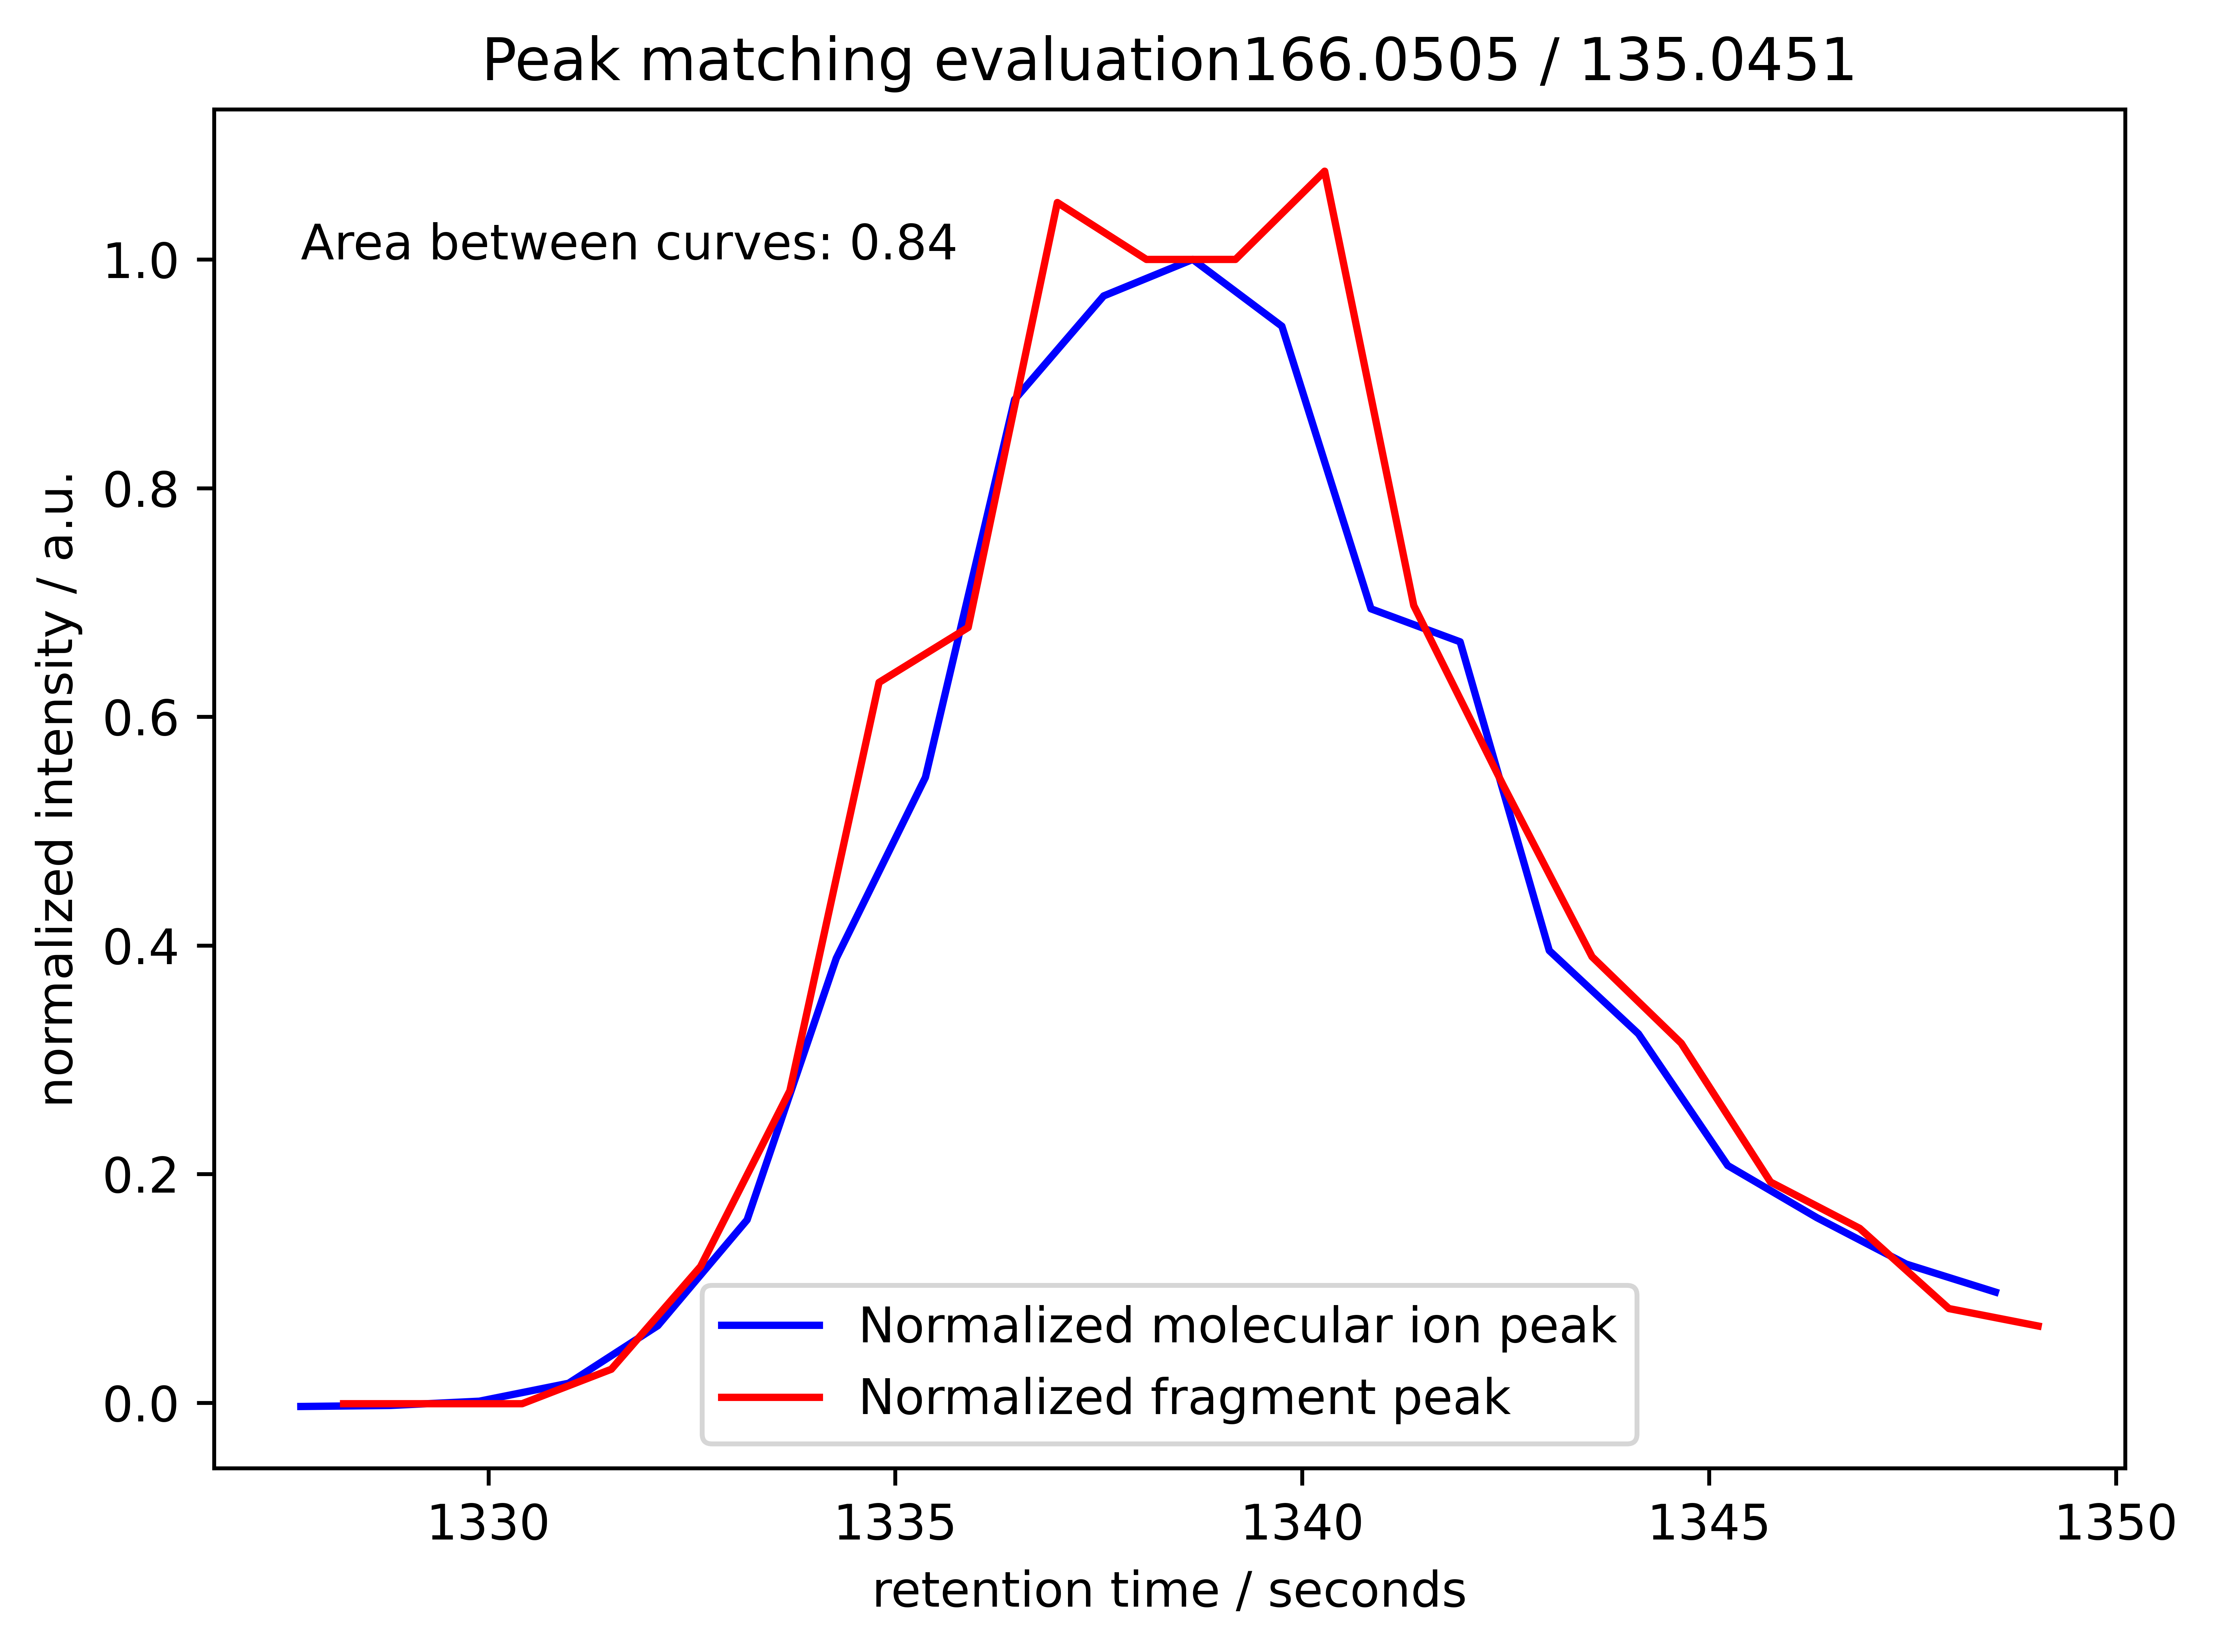 Peak matching evaluation166.0505 / 135.0451
Area between curves: 0.84
normalized intensity / a.u.
1.0
0.8
0.6
0.4
0.2
0.0
Normalized molecular ion peak
Normalized fragment peak
1330 1335 1340 1345 1350
retention time / seconds